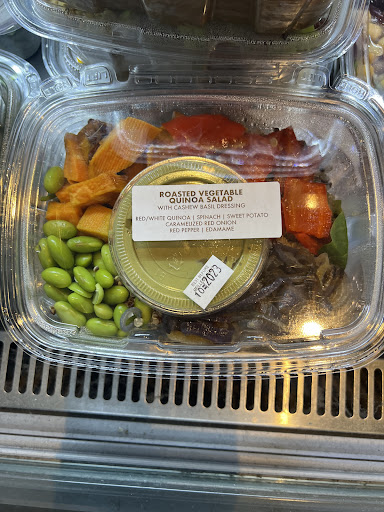 ROASTED VEGETABLE
QUINOA SALAD
WITH CASHEW BASIL DRESSING
RED/WHITE QUINOA | SPINACH | SWEET POTATO
CARAMELIZED RED ONION
RED PEPPER | EDAMAME
2023